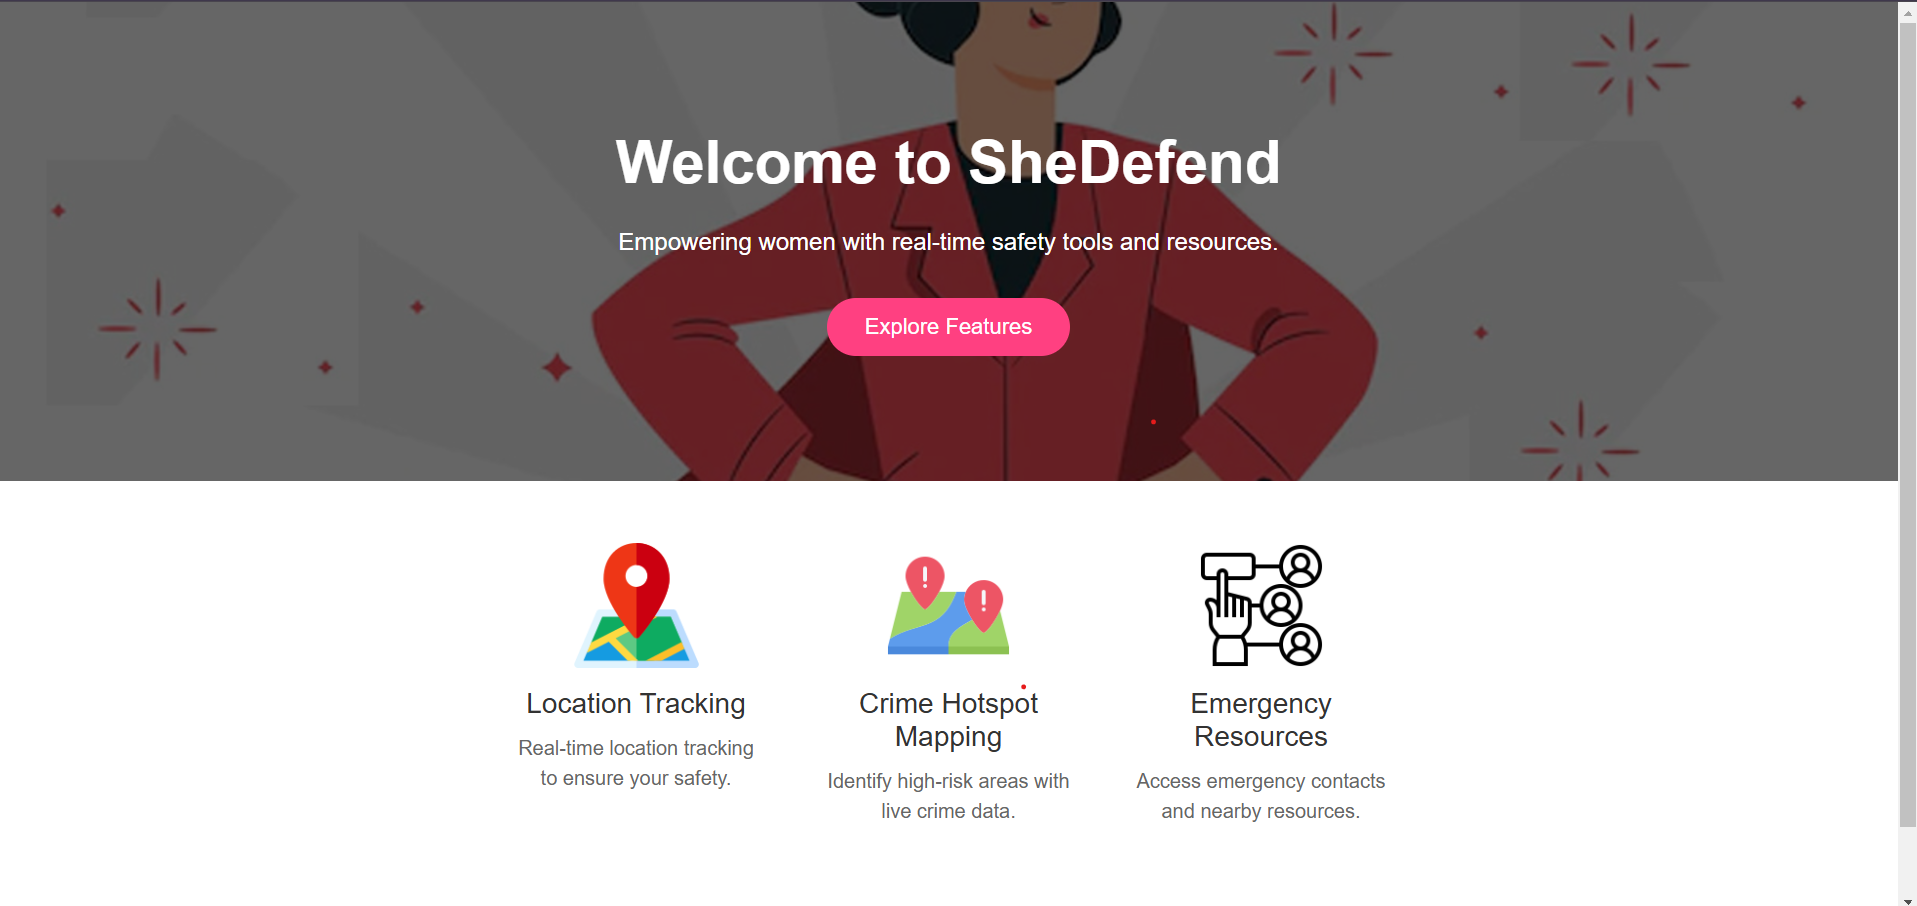 Welcome to SheDefend
Empowering women with real-time safety tools and resources.
Explore Features
Location Tracking
Real-time location tracking
to ensure your safety.
Crime Hotspot
Mapping
Identify high-risk areas with
live crime data.
Emergency
Resources
Access emergency contacts
and nearby resources.